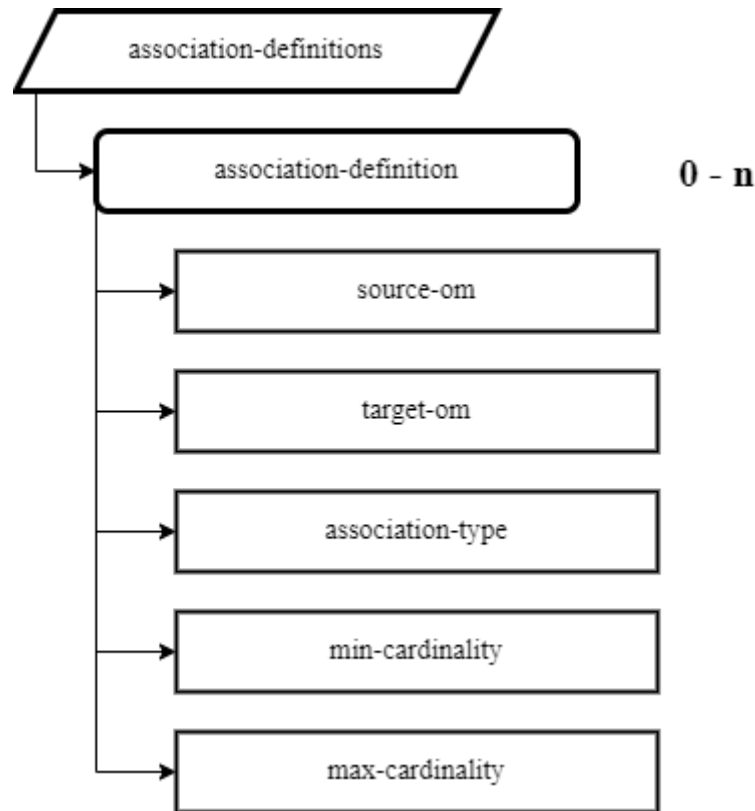 association-definitions
association-definition
0 - n
source-om
target-om
association-type
min-cardinality
max-cardinality